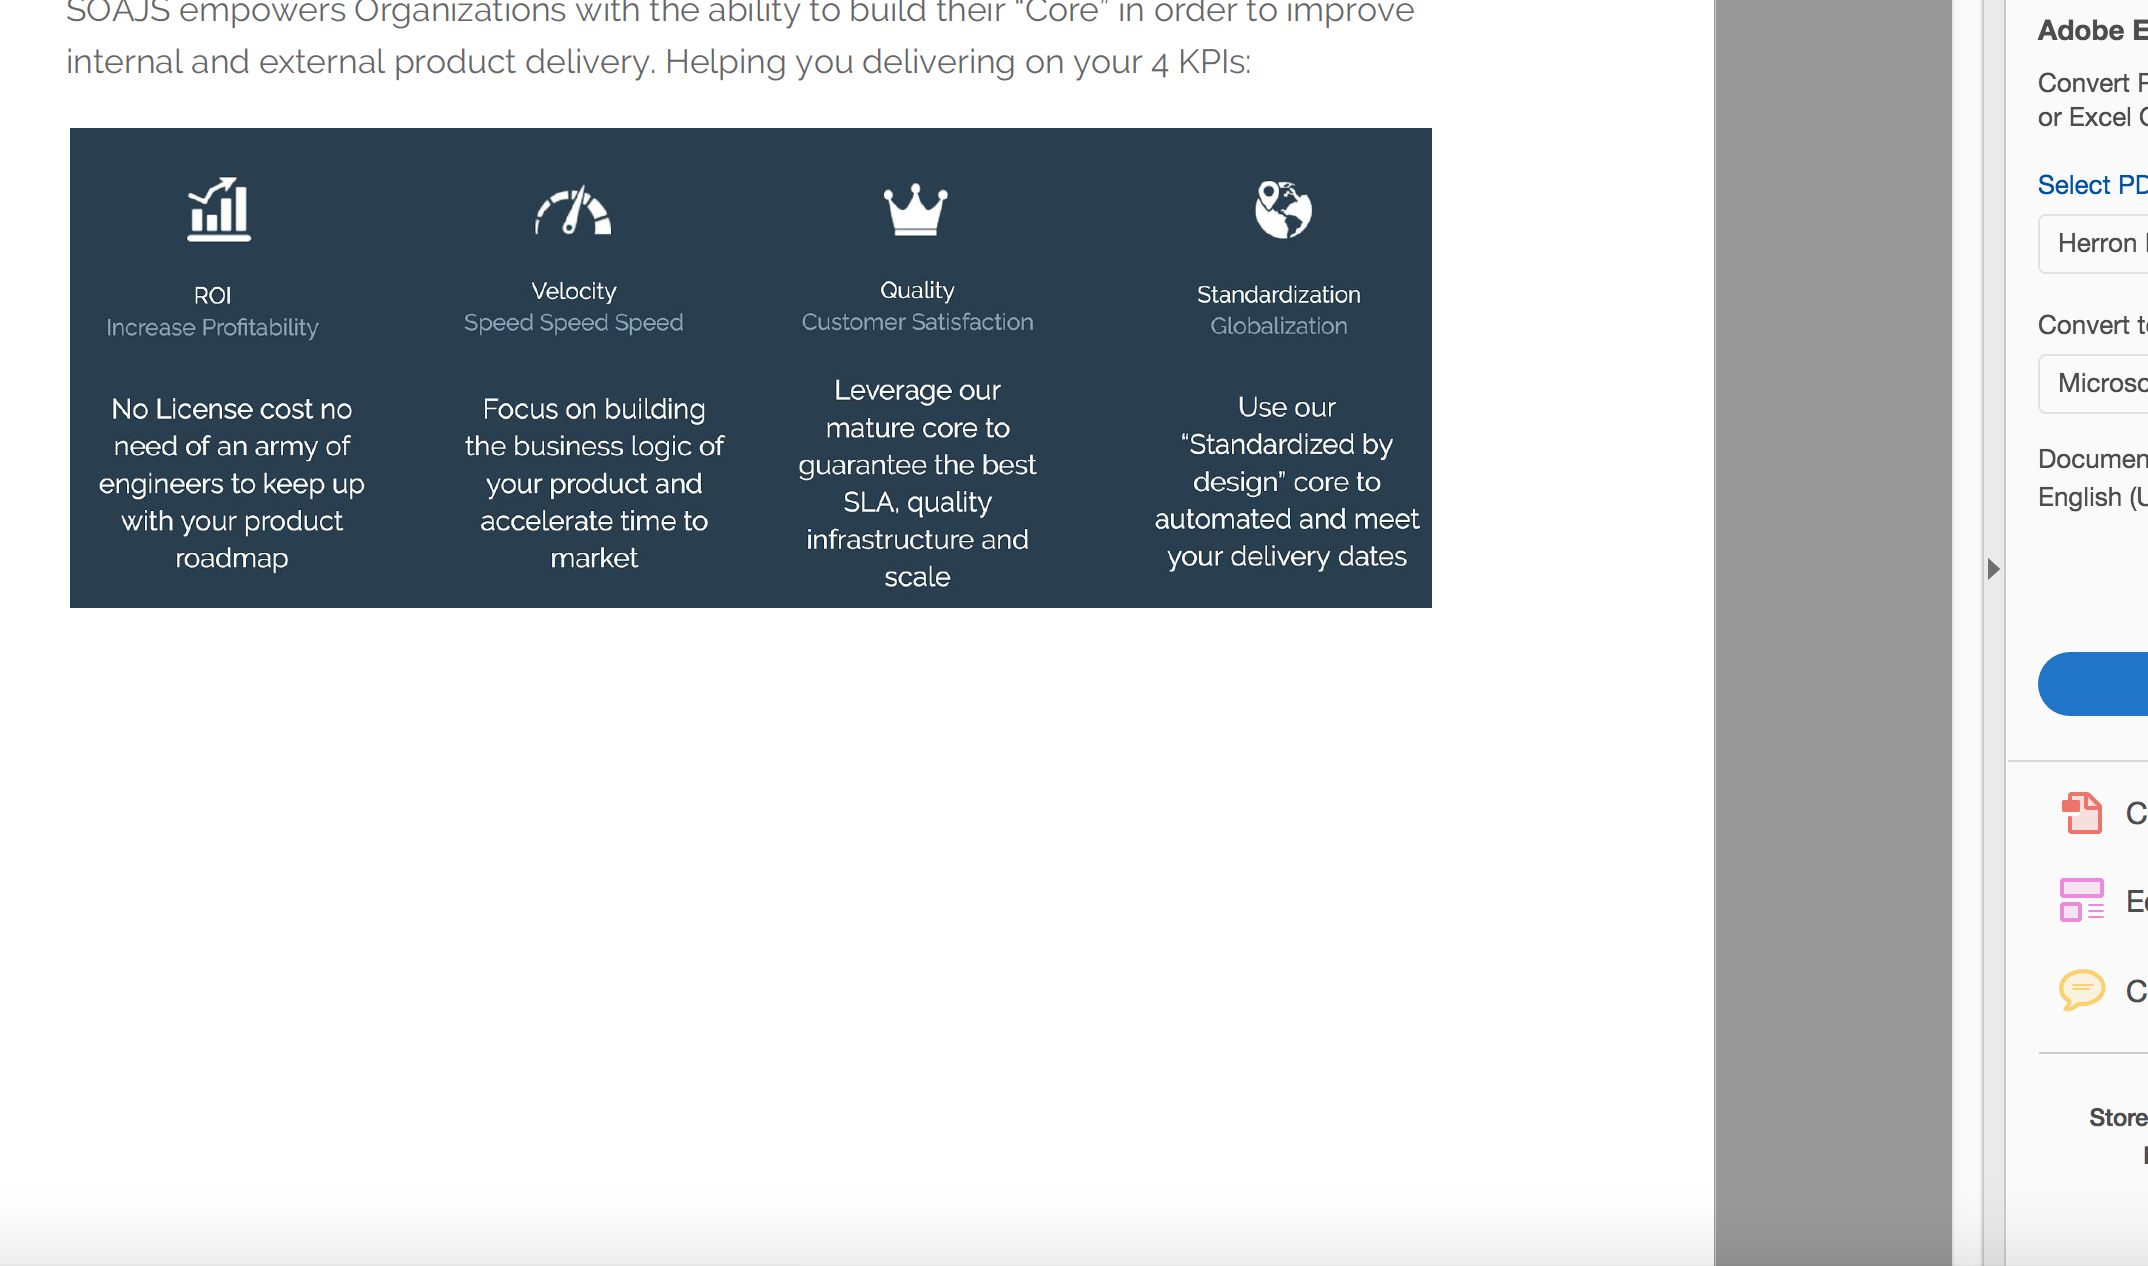 SOAJS empowers Organizations with the ability to build their “Core” in order to improve
internal and external product delivery. Helping you delivering on your 4 KPIs:
ROI
Increase Profitability
No License cost no
need of an army of
engineers to keep up
with your product
roadmap
Velocity
Speed Speed Speed
Focus on building
the business logic of
your product and
accelerate time to
market
Quality
Customer Satisfaction
Leverage our
mature core to
guarantee the best
SLA, quality
infrastructure and
scale
Standardization
Globalization
Use our
“Standardized by
design” core to
automated and meet
your delivery dates
Adobe E
Convert
or Excel
Select PD
Herron
Convert t
Microso
Documen
English (U
C
E
C
Store